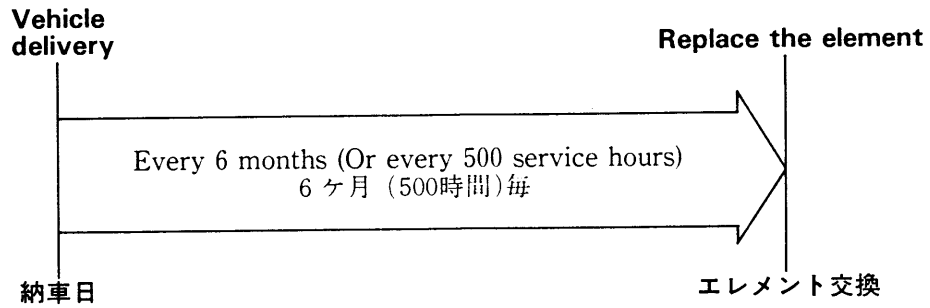 Vehicle
delivery
Replace the element
Every 6 months (Or every 500 service hours)
6 ケ月 (500時間)毎
納車日
エレメント交換